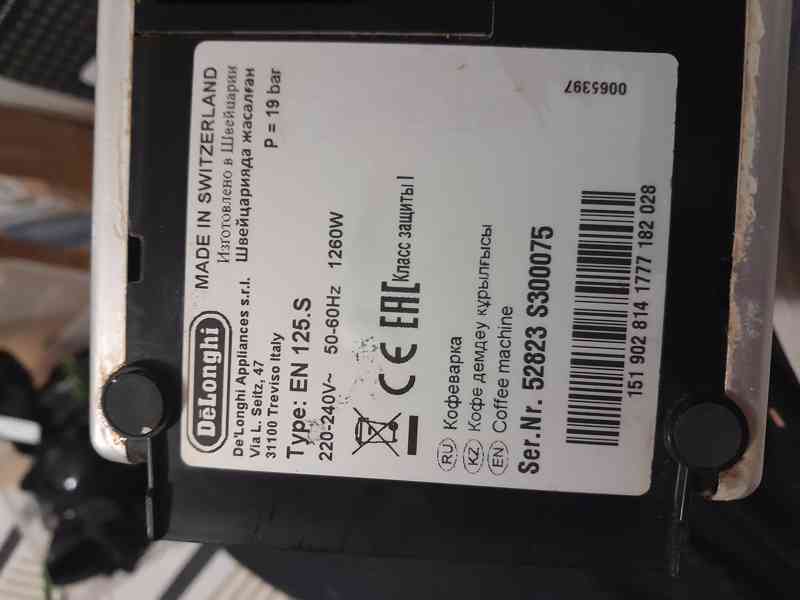 DeLonghi
MADE IN SWITZERLAND
Изготовлено в Швейцарии
De'Longhi Appliances s.r.l.
Швейцарияда жасалған
Via L. Seitz, 47
31100 Treviso Italy
P = 19 bar
Type: EN 125.S
220-240V~ 50-60Hz 1260W
CE EAC Класс защиты I
RU Кофеварка
KZ Кофе демдеу құрылғысы
EN Coffee machine
Ser.Nr. 52823 S300075
151 902 814 1777 182 028
0065397